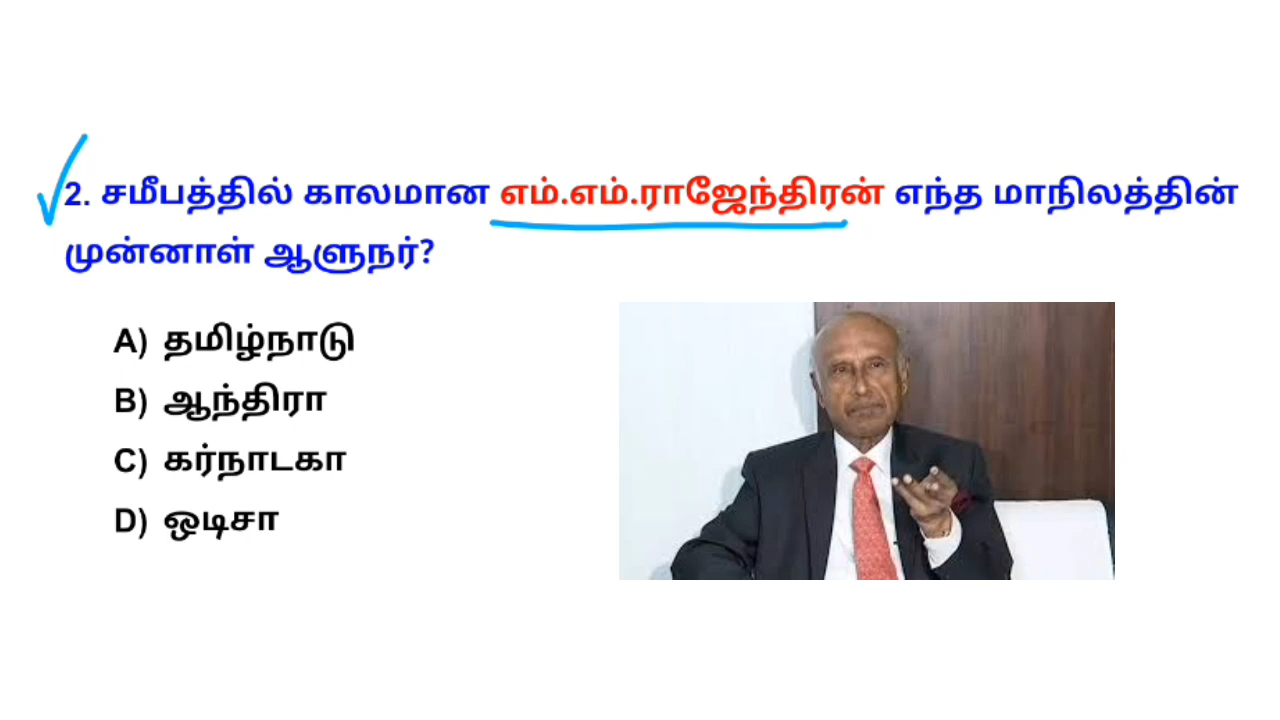 2. சமீபத்தில் காலமான எம்.எம்.ராஜேந்திரன் எந்த மாநிலத்தின்
முன்னாள் ஆளுநர்?
A) தமிழ்நாடு
B) ஆந்திரா
C) கர்நாடகா
D) ஒடிசா